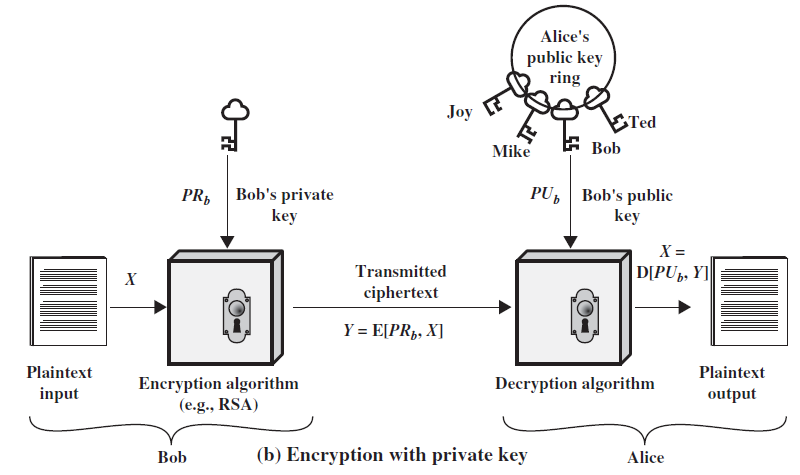 Alice's
public key
ring
Joy
Mike
Bob
Ted
PRb
Bob's private
key
PUb
Bob's public
key
X
Transmitted
ciphertext
Y = E[PRb, X]
X =
D[PUb, Y]
Plaintext
input
Encryption algorithm
(e.g., RSA)
Decryption algorithm
Plaintext
output
Bob
(b) Encryption with private key
Alice